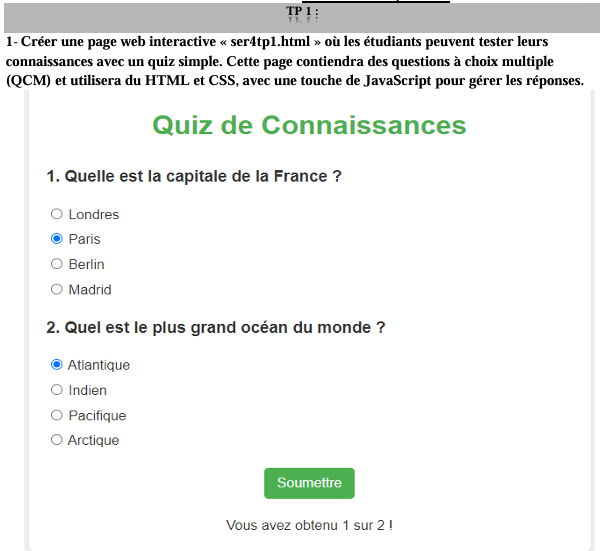 TP 1 :
1- Créer une page web interactive « ser4tp1.html » où les étudiants peuvent tester leurs
connaissances avec un quiz simple. Cette page contiendra des questions à choix multiple
(QCM) et utilisera du HTML et CSS, avec une touche de JavaScript pour gérer les réponses.
Quiz de Connaissances
1. Quelle est la capitale de la France ?
Londres
Paris
Berlin
Madrid
2. Quel est le plus grand océan du monde ?
Atlantique
Indien
Pacifique
Arctique
Soumettre
Vous avez obtenu 1 sur 2 !